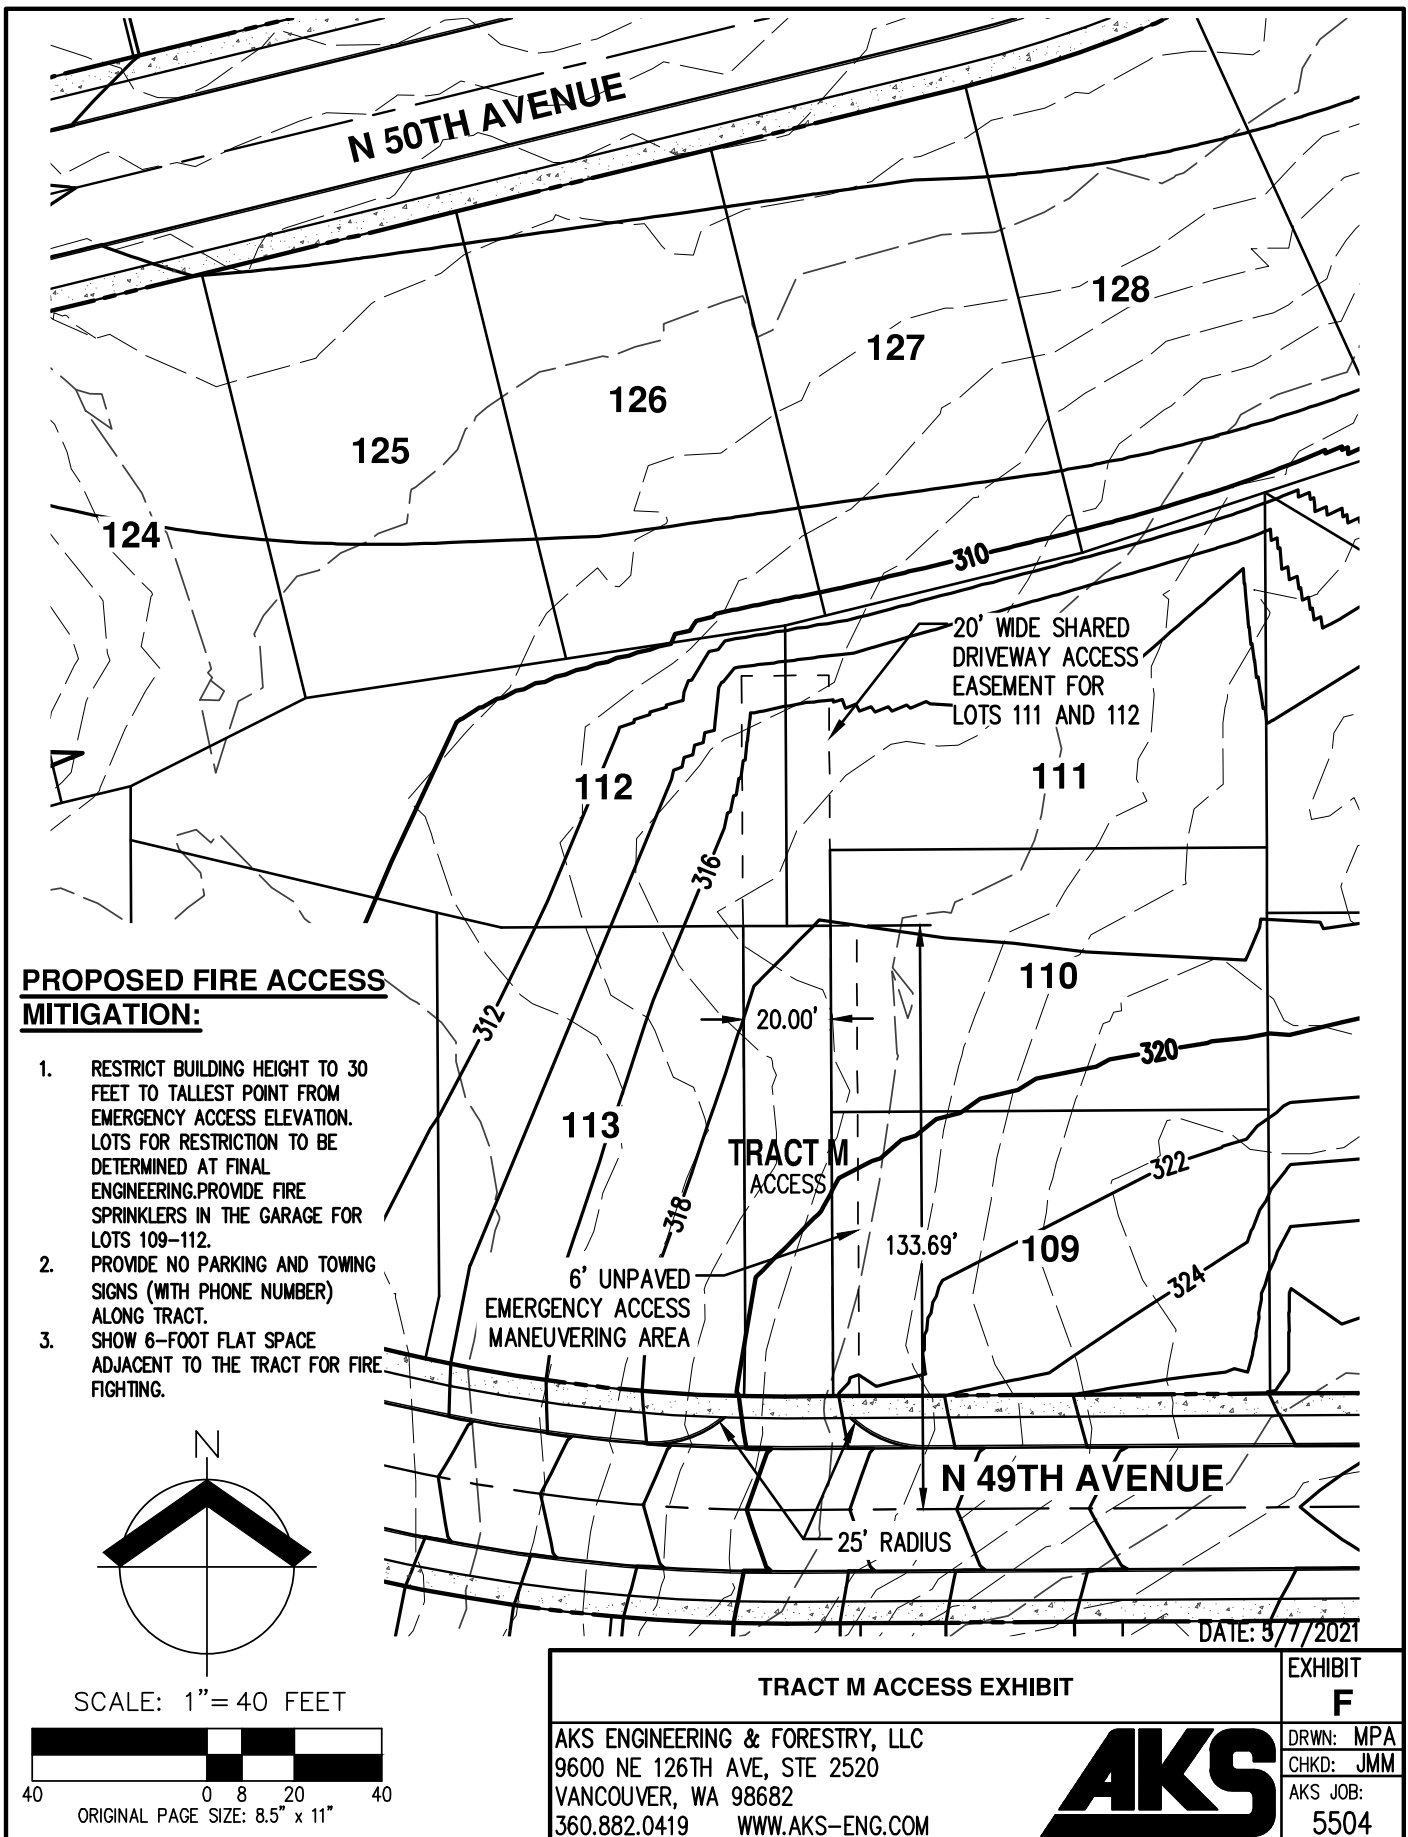 N 50TH AVENUE
128
127
126
125
124
310
20' WIDE SHARED
DRIVEWAY ACCESS
EASEMENT FOR
LOTS 111 AND 112
112
111
316
110
312
20.00'
320
113
TRACT M
ACCESS
322
318
133.69'
109
324
6' UNPAVED
EMERGENCY ACCESS
MANEUVERING AREA
PROPOSED FIRE ACCESS
MITIGATION:
1. RESTRICT BUILDING HEIGHT TO 30
FEET TO TALLEST POINT FROM
EMERGENCY ACCESS ELEVATION.
LOTS FOR RESTRICTION TO BE
DETERMINED AT FINAL
ENGINEERING.PROVIDE FIRE
SPRINKLERS IN THE GARAGE FOR
LOTS 109-112.
2. PROVIDE NO PARKING AND TOWING
SIGNS (WITH PHONE NUMBER)
ALONG TRACT.
3. SHOW 6-FOOT FLAT SPACE
ADJACENT TO THE TRACT FOR FIRE
FIGHTING.
N 49TH AVENUE
25' RADIUS
N
SCALE: 1"= 40 FEET
40 0 8 20 40
ORIGINAL PAGE SIZE: 8.5" x 11"
DATE: 5/7/2021
TRACT M ACCESS EXHIBIT
EXHIBIT
F
AKS ENGINEERING & FORESTRY, LLC
9600 NE 126TH AVE, STE 2520
VANCOUVER, WA 98682
360.882.0419 WWW.AKS-ENG.COM
AKS
DRWN: MPA
CHKD: JMM
AKS JOB:
5504